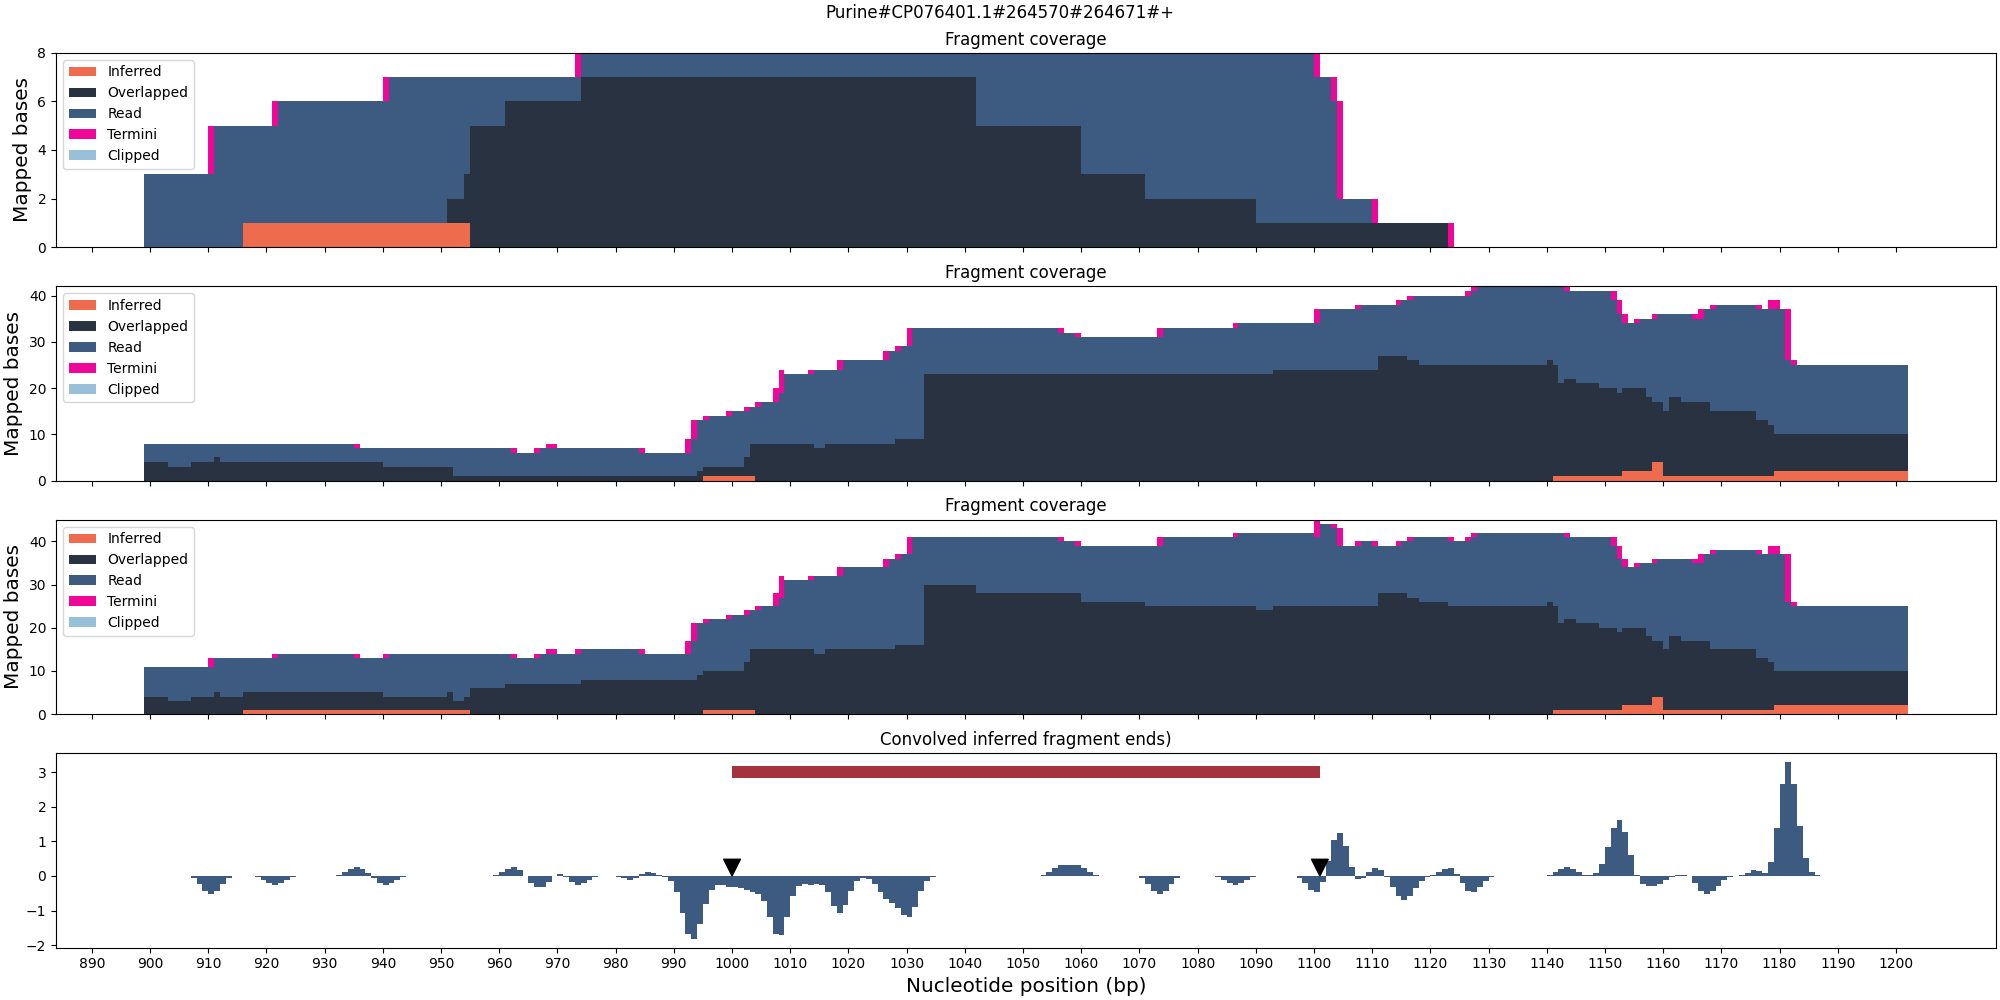 Purine#CP076401.1#264570#264671#+
Fragment coverage
Mapped bases
8
6
4
2
0
Inferred
Overlapped
Read
Termini
Clipped
Fragment coverage
Mapped bases
40
30
20
10
0
Inferred
Overlapped
Read
Termini
Clipped
Fragment coverage
Mapped bases
40
30
20
10
0
Inferred
Overlapped
Read
Termini
Clipped
Convolved inferred fragment ends)
3
2
1
0
−1
−2
890 900 910 920 930 940 950 960 970 980 990 1000 1010 1020 1030 1040 1050 1060 1070 1080 1090 1100 1110 1120 1130 1140 1150 1160 1170 1180 1190 1200
Nucleotide position (bp)